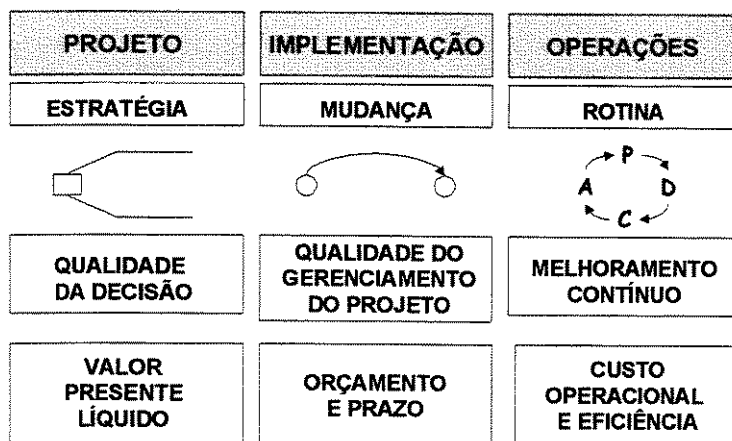 PROJETO
IMPLEMENTAÇÃO
OPERAÇÕES
ESTRATÉGIA
MUDANÇA
ROTINA
P
A
D
C
QUALIDADE
DA DECISÃO
QUALIDADE DO
GERENCIAMENTO
DO PROJETO
MELHORAMENTO
CONTÍNUO
VALOR
PRESENTE
LÍQUIDO
ORÇAMENTO
E PRAZO
CUSTO
OPERACIONAL
E EFICIÊNCIA